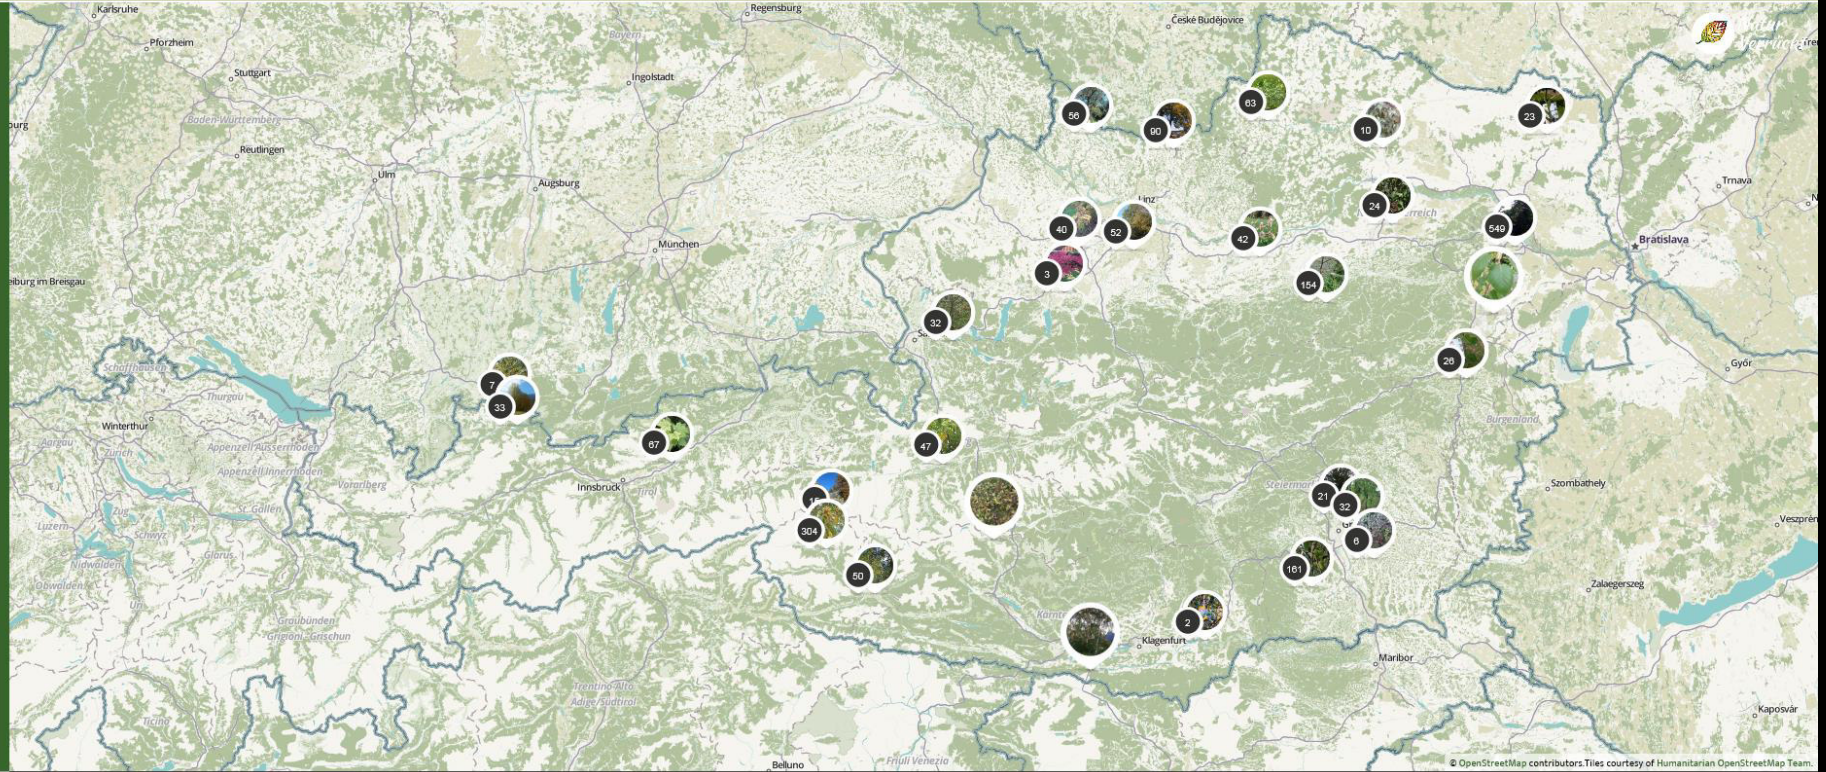 Karlsruhe
Regensburg
České Budějovice
Pforzheim
Bayern
Stuttgart
Ingolstadt
63
56
90
10
23
Baden-Württemberg
Reutlingen
Ulm
Augsburg
Trnava
Linz
24
40
52
42
549
München
Bratislava
3
154
eiburg im Breisgau
32
26
Győr
Schaffhausen
7
33
Thurgau
Winterthur
Burgenland
Aargau
Zürich
Appenzell Ausserrhoden
67
47
Appenzell Innerrhoden
Vorarlberg
Innsbruck
Tirol
Steiermark
Szombathely
21
32
Zug
St. Gallen
Luzern
Schwyz
304
6
Veszprém
Glarus
Nidwalden
50
161
Obwalden
Zalaegerszeg
Uri
Graubünden
Grigioni-Grischun
Kärnten
2
Klagenfurt
Maribor
Trentino-Alto
Adige/Südtirol
Ticino
Kaposvár
Belluno
Friuli Venezia
© OpenStreetMap contributors.Tiles courtesy of Humanitarian OpenStreetMap Team.